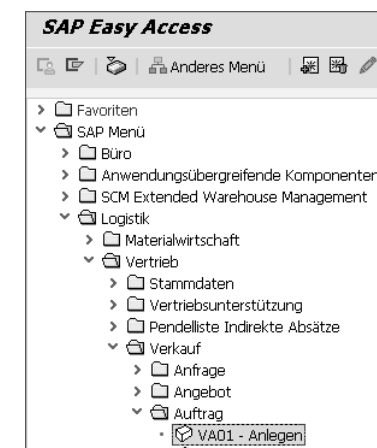 SAP Easy Access
Anderes Menü
Favoriten
SAP Menü
Büro
Anwendungsübergreifende Komponenten
SCM Extended Warehouse Management
Logistik
Materialwirtschaft
Vertrieb
Stammdaten
Vertriebsunterstützung
Pendelliste Indirekte Absätze
Verkauf
Anfrage
Angebot
Auftrag
VA01 - Anlegen